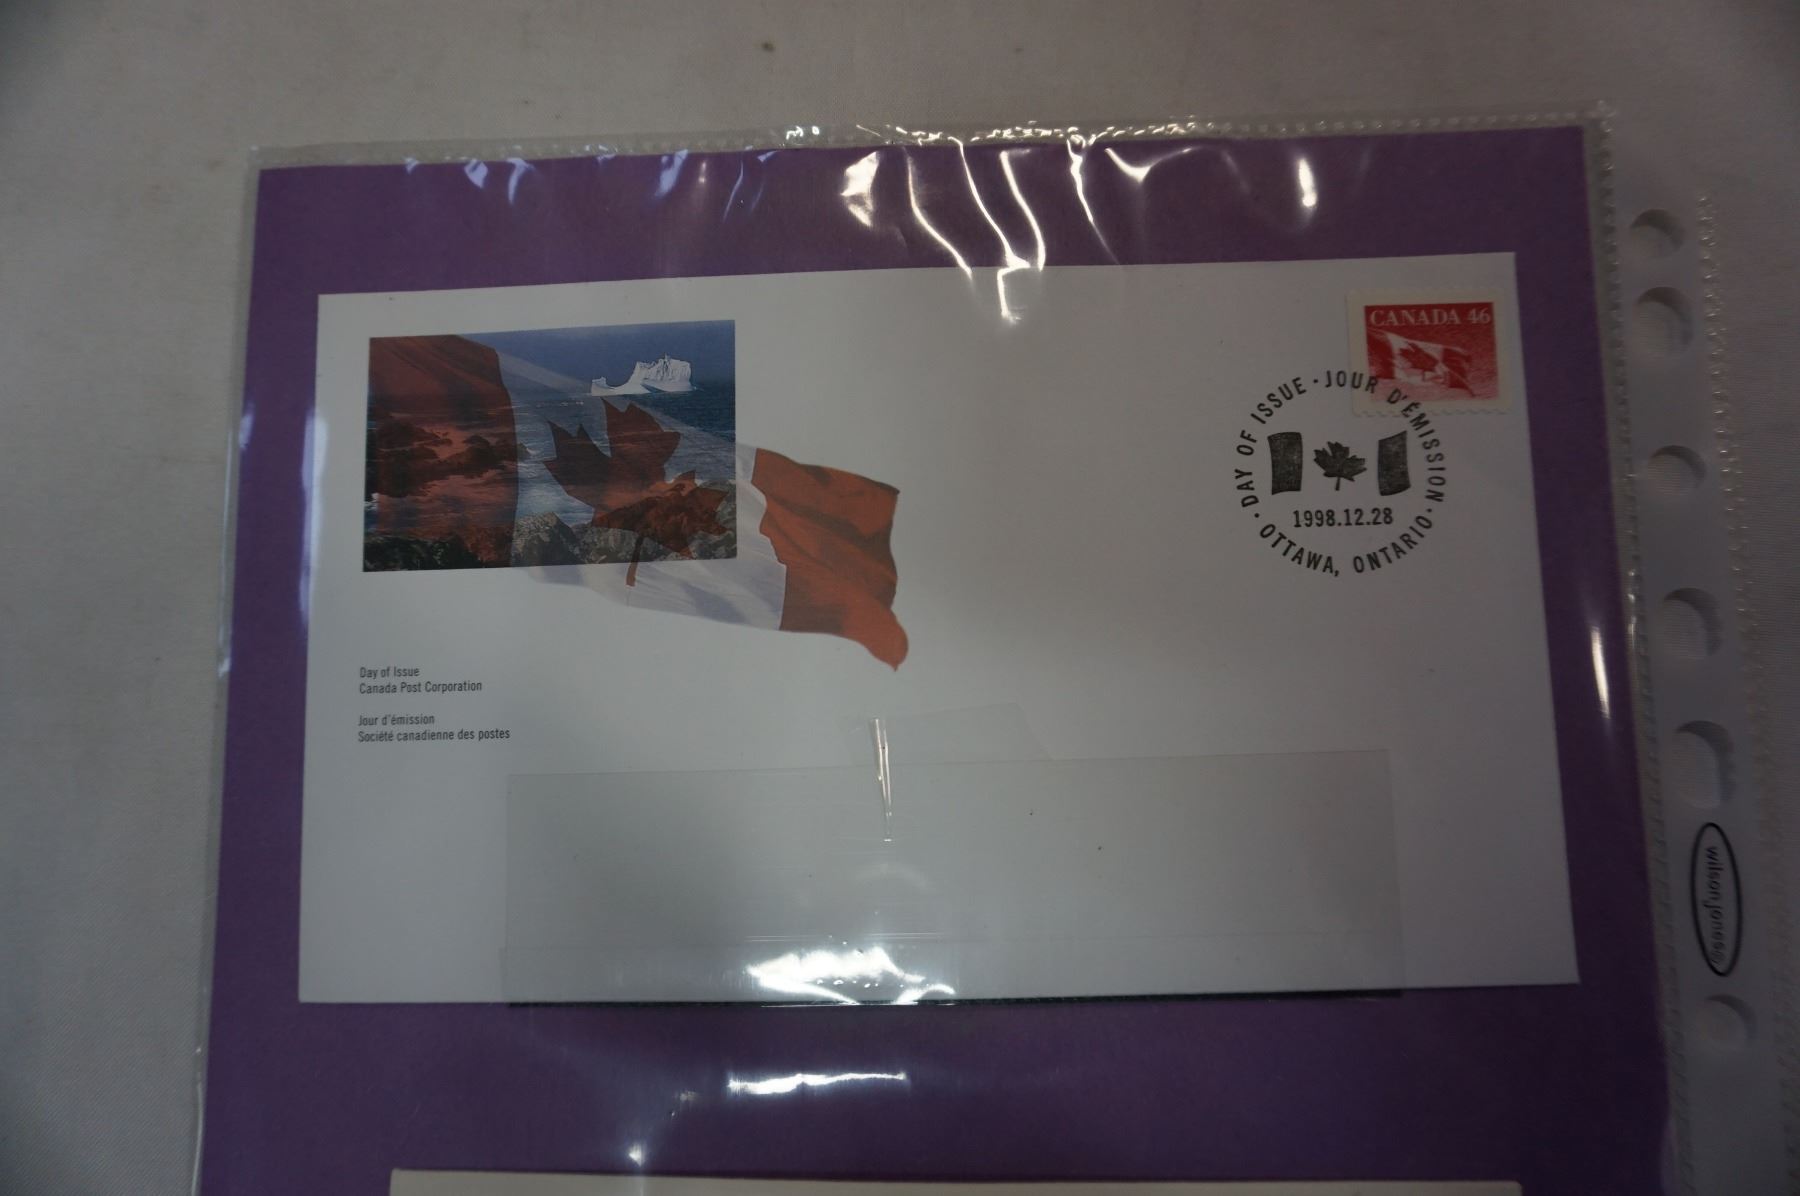 CANADA 46
DAY OF ISSUE · JOUR D'ÉMISSION ·
1998.12.28
OTTAWA, ONTARIO ·
Day of Issue
Canada Post Corporation
Jour d'émission
Société canadienne des postes
wilson jones